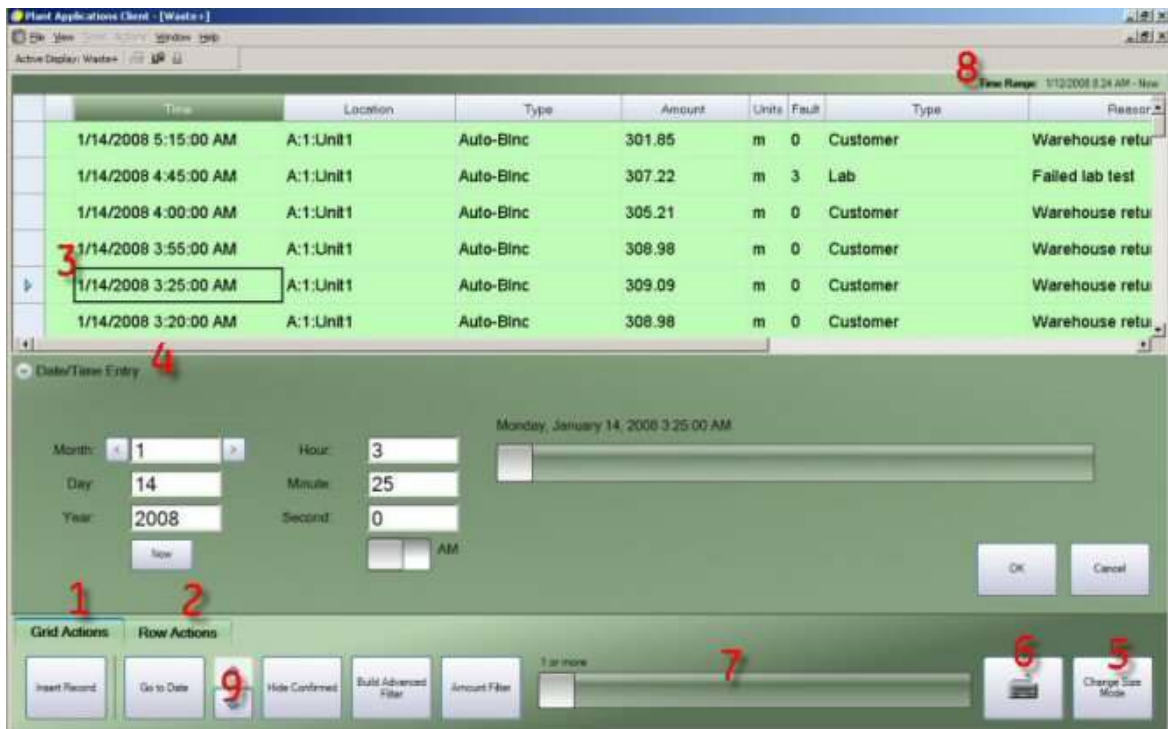 Plant Applications Client - [Waste+]
File View Window Help
Active Display: Waste+
8
Time Range: 1/12/2008 8:24 AM - Now
Time Location Type Amount Units Fault Type Reason
1/14/2008 5:15:00 AM A:1:Unit1 Auto-BInc 301.85 m 0 Customer Warehouse retu
1/14/2008 4:45:00 AM A:1:Unit1 Auto-BInc 307.22 m 3 Lab Failed lab test
1/14/2008 4:00:00 AM A:1:Unit1 Auto-BInc 305.21 m 0 Customer Warehouse retu
1/14/2008 3:55:00 AM A:1:Unit1 Auto-BInc 308.98 m 0 Customer Warehouse retu
3
1/14/2008 3:25:00 AM A:1:Unit1 Auto-BInc 309.09 m 0 Customer Warehouse retu
1/14/2008 3:20:00 AM A:1:Unit1 Auto-BInc 308.98 m 0 Customer Warehouse retu
4
Date/Time Entry
Monday, January 14, 2008 3:25:00 AM
Month: < 1 > Hour: 3
Day: 14 Minute: 25
Year: 2008 Second: 0
Now AM
OK Cancel
1 2
Grid Actions Row Actions
1 or more
7 6 5
Insert Record Go to Date 9 Hide Confirmed Build Advanced Filter Amount Filter Change Size Mode